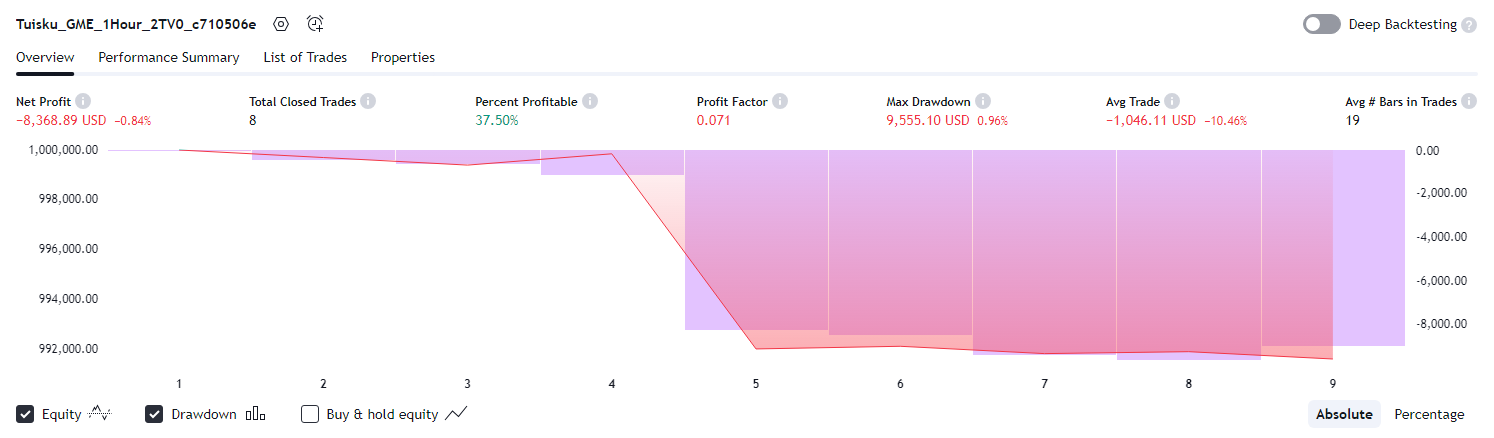 Tuisku_GME_1Hour_2TV0_c710506e Deep Backtesting
Overview Performance Summary List of Trades Properties
Net Profit Total Closed Trades Percent Profitable Profit Factor Max Drawdown Avg Trade Avg # Bars in Trades
−8,368.89 USD −0.84% 8 37.50% 0.071 9,555.10 USD 0.96% −1,046.11 USD −10.46% 19
1,000,000.00 0.00
998,000.00 -2,000.00
996,000.00 -4,000.00
994,000.00 -6,000.00
992,000.00 -8,000.00
1 2 3 4 5 6 7 8 9
Equity Drawdown Buy & hold equity Absolute Percentage